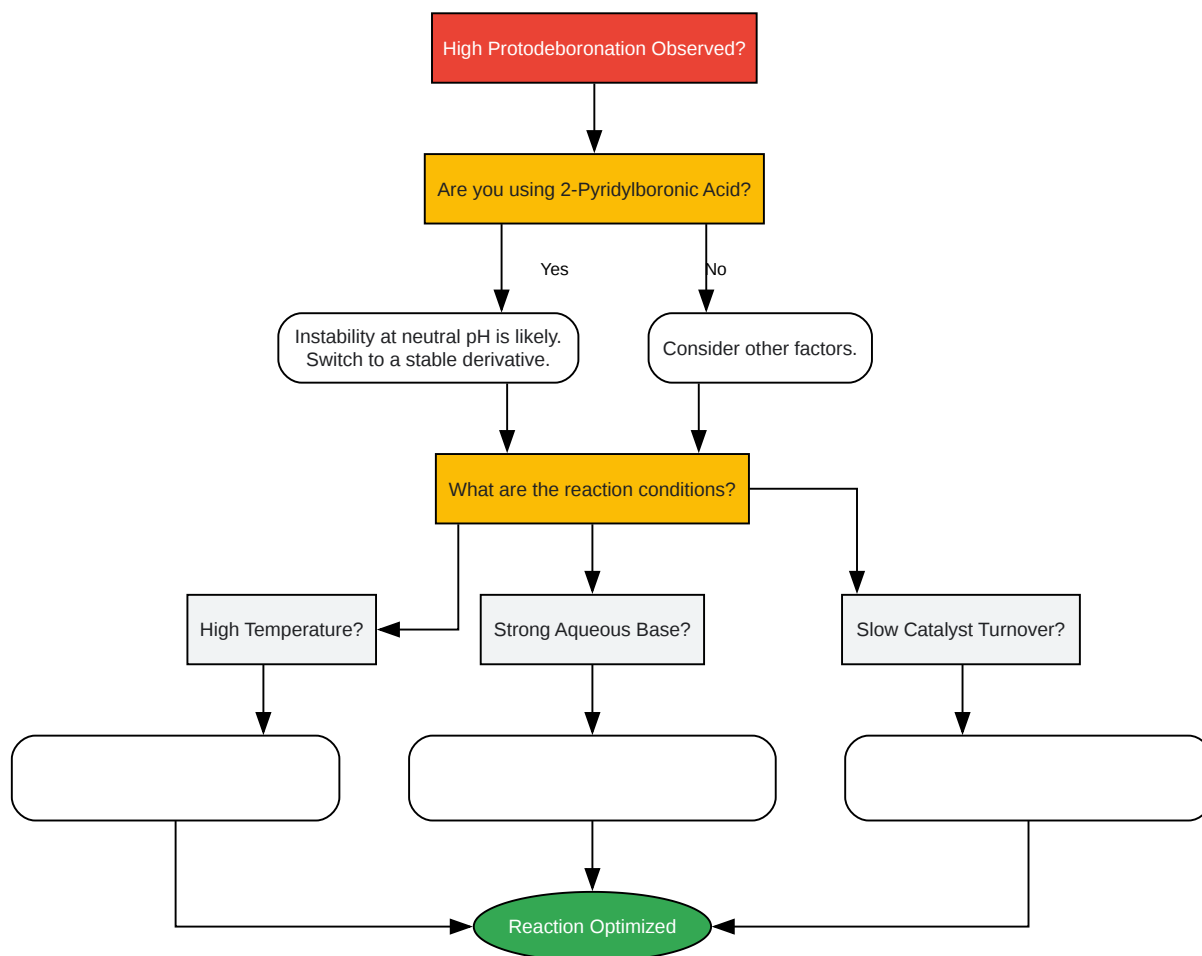 High Protodeboronation Observed?
Are you using 2-Pyridylboronic Acid?
Yes
No
Instability at neutral pH is likely.
Switch to a stable derivative.
Consider other factors.
What are the reaction conditions?
High Temperature?
Strong Aqueous Base?
Slow Catalyst Turnover?
Reaction Optimized